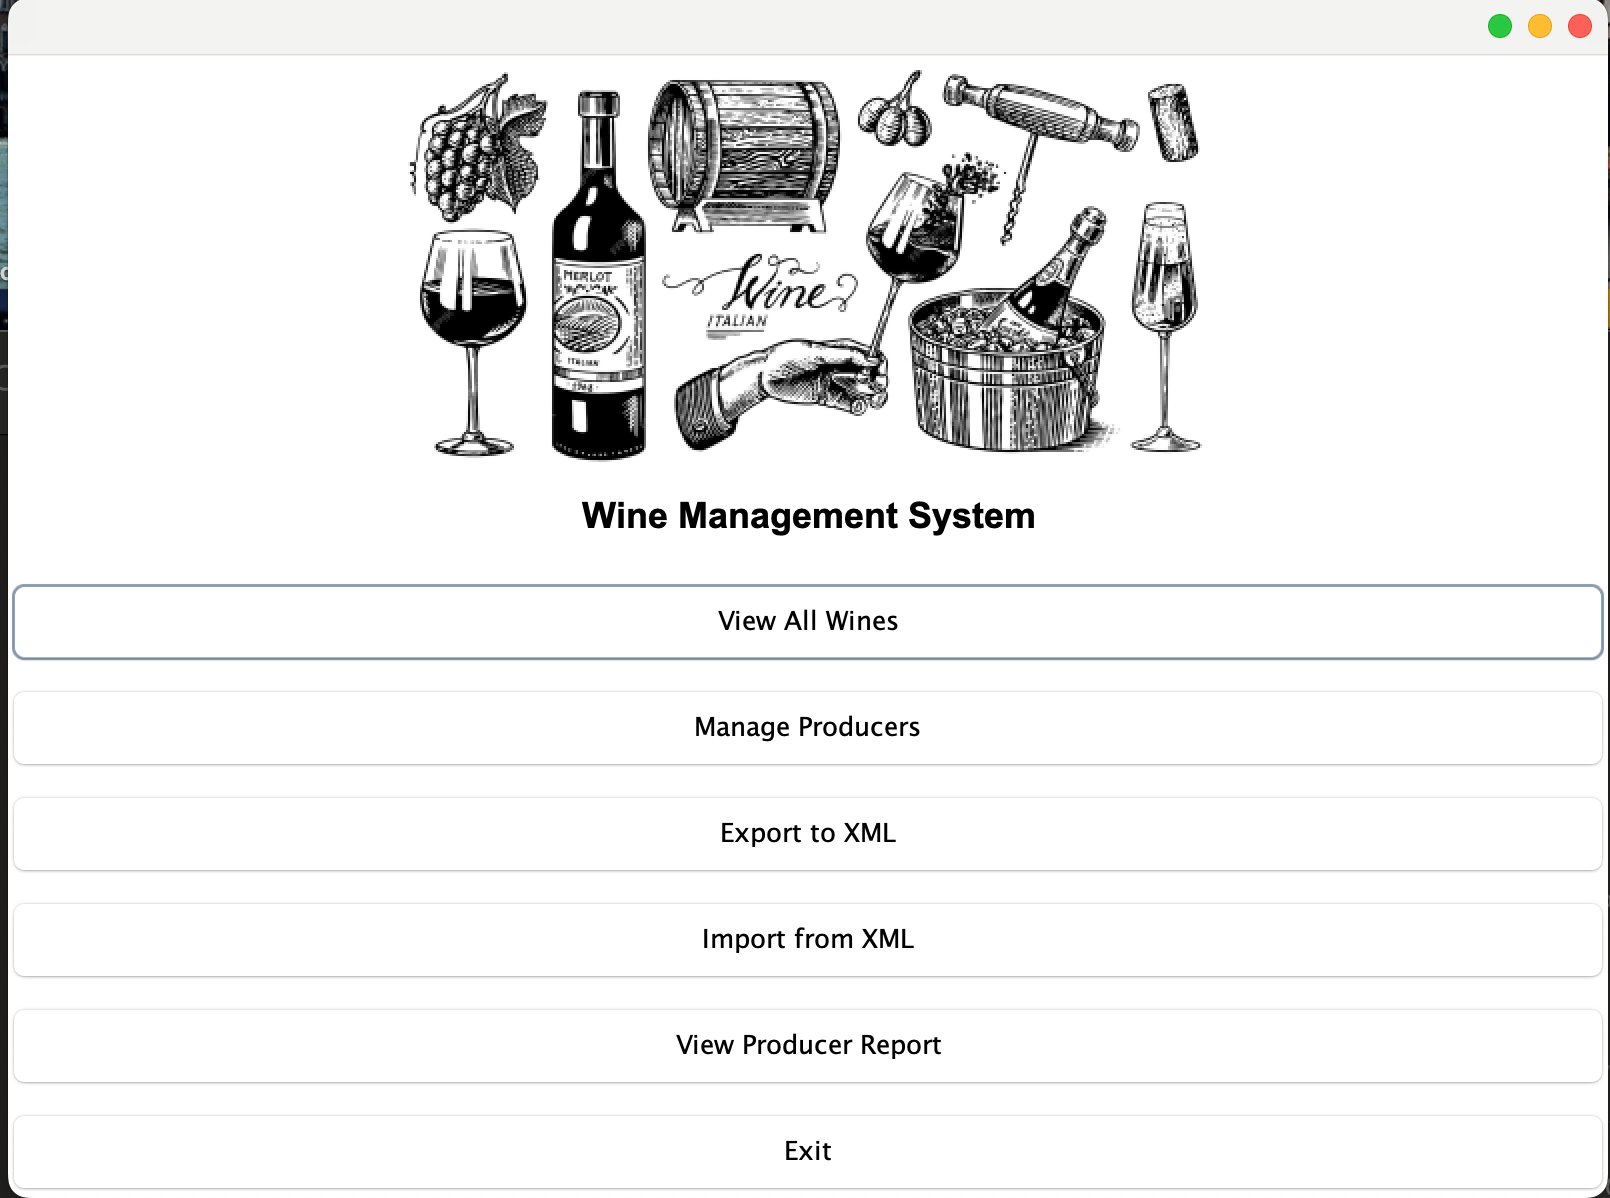 MERLOT
ITALIAN
Wine
ITALIAN
Wine Management System
View All Wines
Manage Producers
Export to XML
Import from XML
View Producer Report
Exit